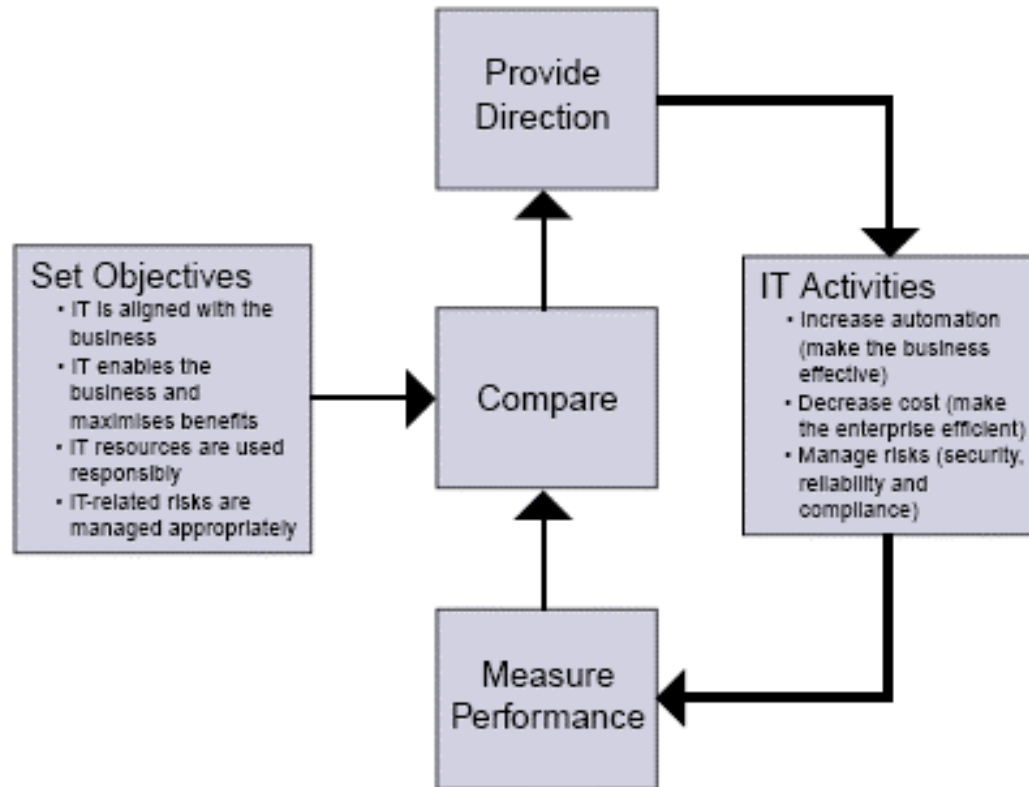 Provide
Direction
Set Objectives
• IT is aligned with the
business
• IT enables the
business and
maximises benefits
• IT resources are used
responsibly
• IT-related risks are
managed appropriately
Compare
IT Activities
• Increase automation
(make the business
effective)
• Decrease cost (make
the enterprise efficient)
• Manage risks (security,
reliability and
compliance)
Measure
Performance